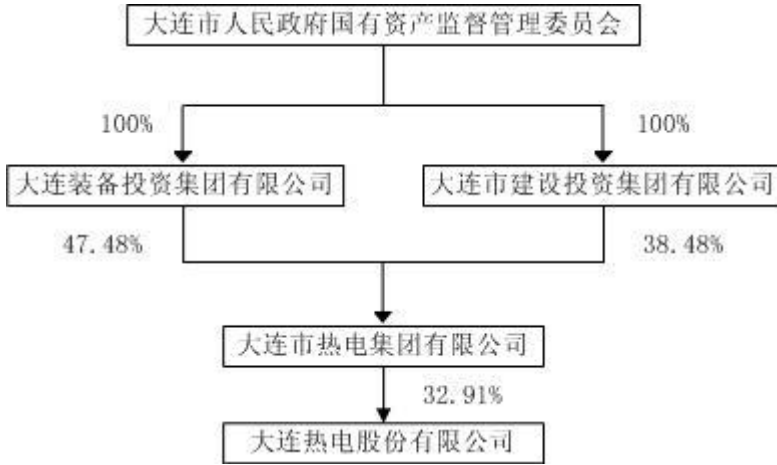 大连市人民政府国有资产监督管理委员会
100%
100%
大连装备投资集团有限公司
大连市建设投资集团有限公司
47.48%
38.48%
大连市热电集团有限公司
32.91%
大连热电股份有限公司